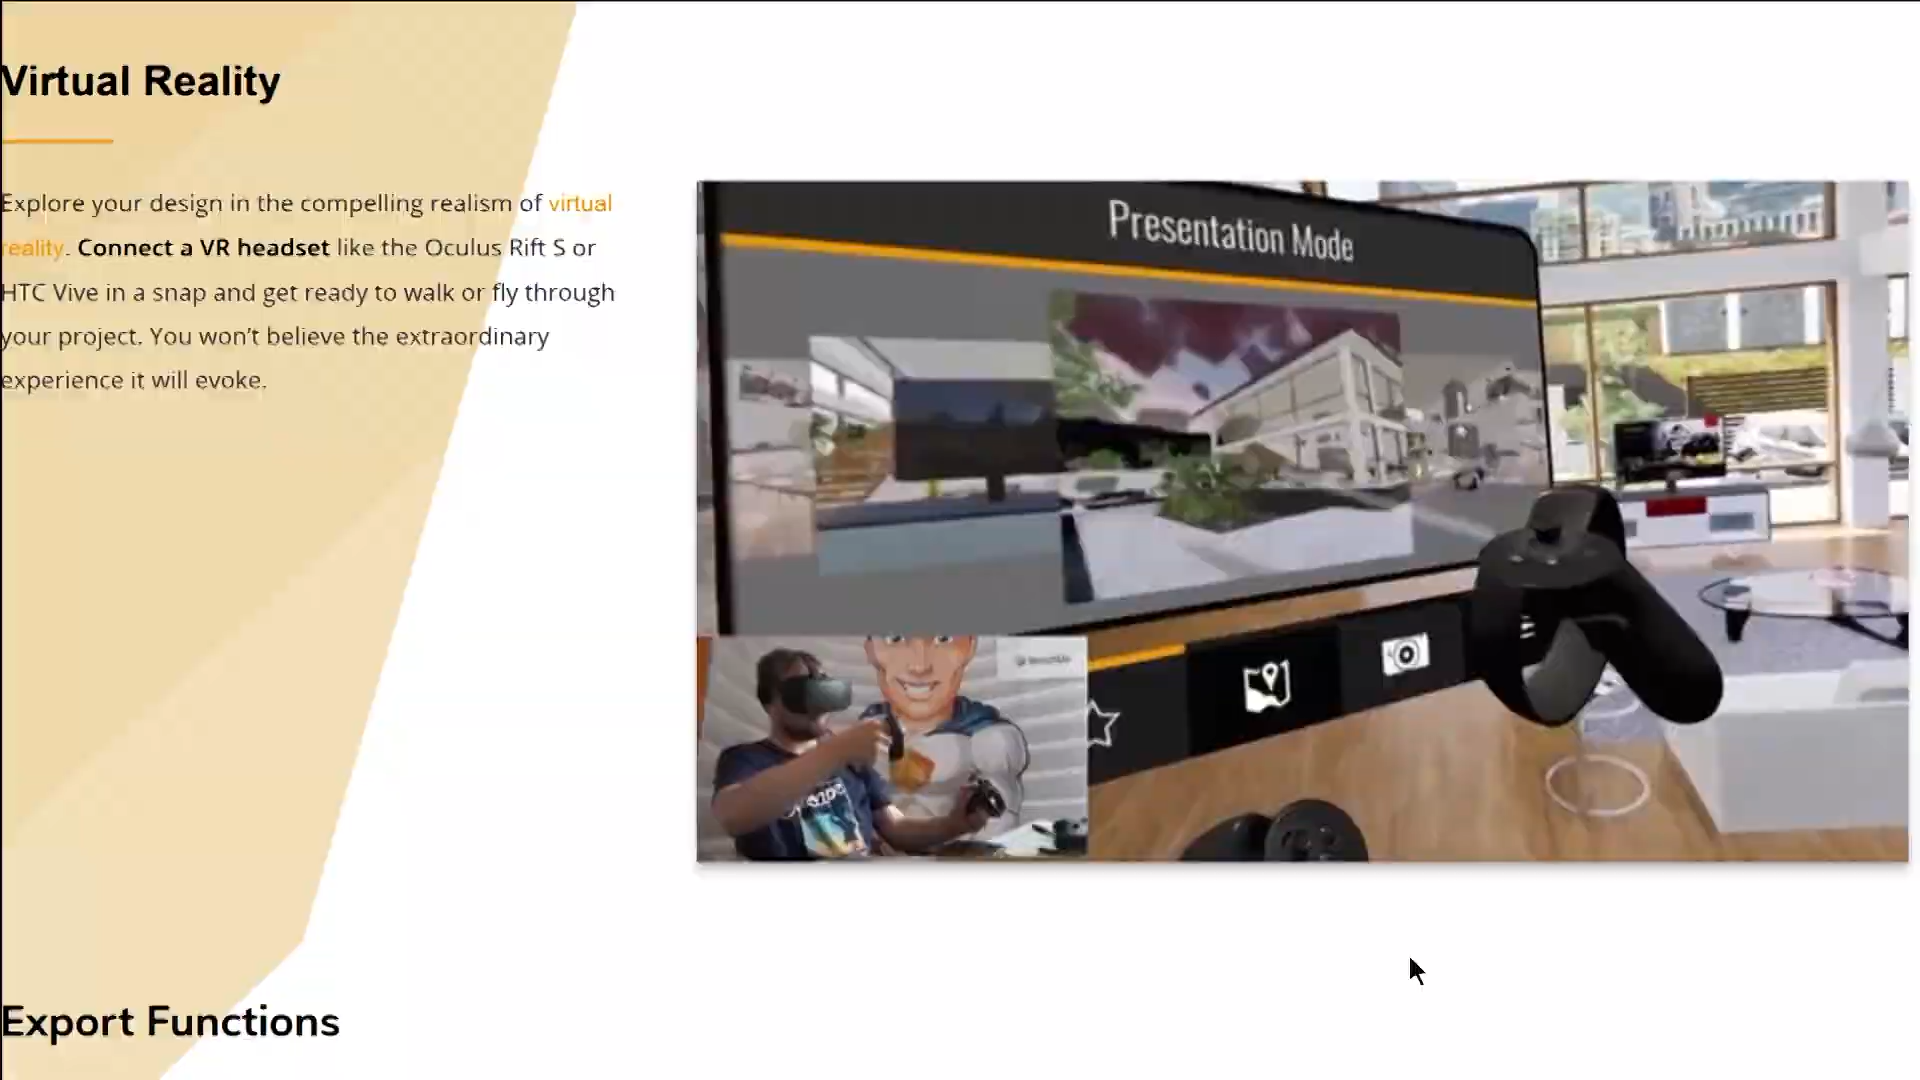 Virtual Reality
Explore your design in the compelling realism of virtual
reality. Connect a VR headset like the Oculus Rift S or
HTC Vive in a snap and get ready to walk or fly through
your project. You won't believe the extraordinary
experience it will evoke.
Presentation Mode
Export Functions